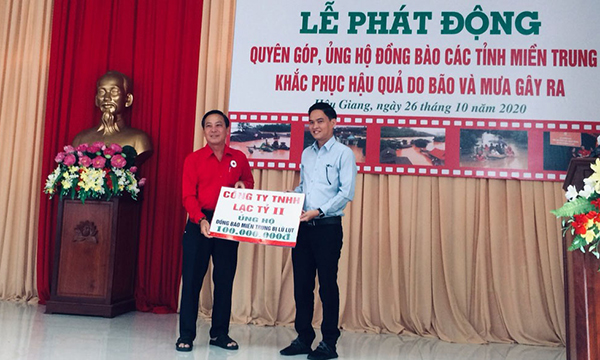 LỄ PHÁT ĐỘNG
QUYÊN GÓP, ỦNG HỘ ĐỒNG BÀO CÁC TỈNH MIỀN TRUNG
KHẮC PHỤC HẬU QUẢ DO BÃO VÀ MƯA GÂY RA
Hậu Giang, ngày 26 tháng 10 năm 2020
CÔNG TY TNHH
LẠC TỶ II
ỦNG HỘ
ĐỒNG BÀO MIỀN TRUNG BỊ LŨ LỤT
100.000.000đ